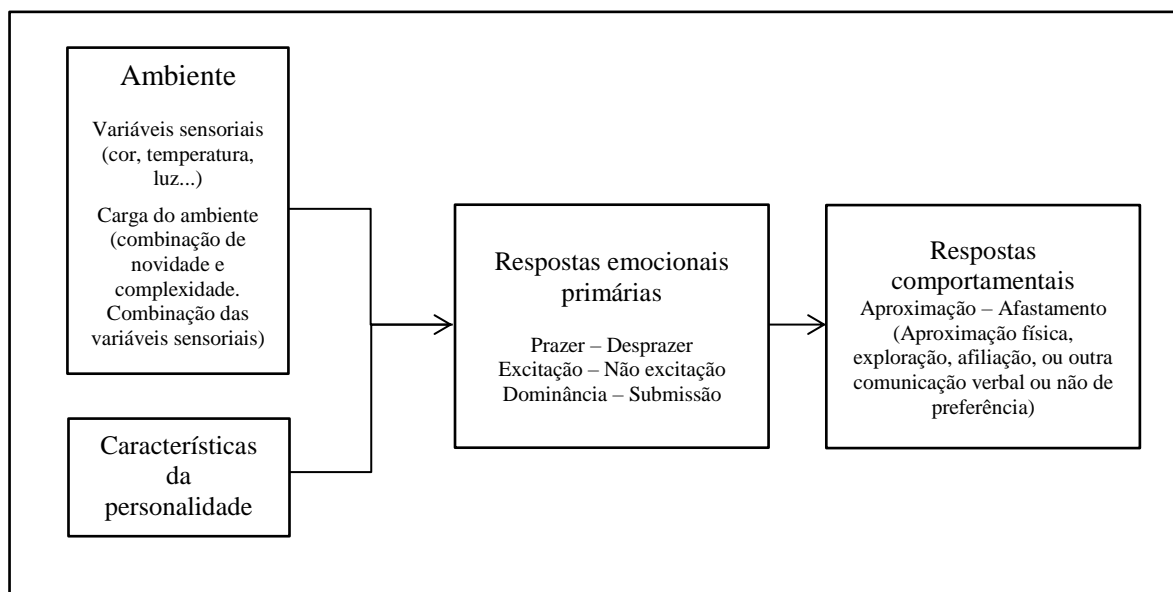 Ambiente
Variáveis sensoriais
(cor, temperatura,
luz...)
Carga do ambiente
(combinação de
novidade e
complexidade.
Combinação das
variáveis sensoriais)
Características
da
personalidade
Respostas emocionais
primárias
Prazer – Desprazer
Excitação – Não excitação
Dominância – Submissão
Respostas
comportamentais
Aproximação – Afastamento
(Aproximação física,
exploração, afiliação, ou outra
comunicação verbal ou não de
preferência)